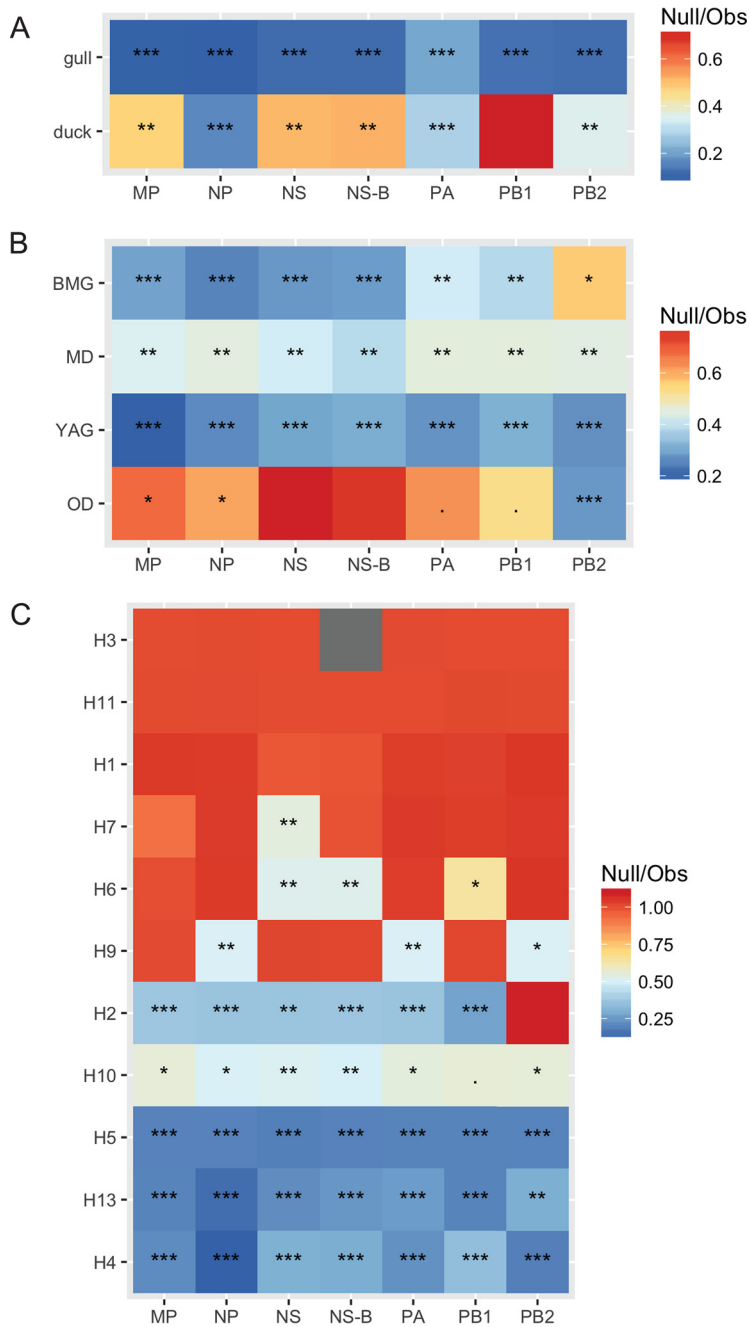 A
gull *** *** *** *** *** *** ***
duck ** *** ** ** *** **
MP NP NS NS-B PA PB1 PB2
Null/Obs
0.6
0.4
0.2
B
BMG *** *** *** *** ** ** *
MD ** ** ** ** ** ** **
YAG *** *** *** *** *** *** ***
OD * * . . ***
MP NP NS NS-B PA PB1 PB2
Null/Obs
0.6
0.4
0.2
C
H3
H11
H1
H7 **
H6 ** ** *
H9 ** ** *
H2 *** *** ** *** *** ***
H10 * * ** ** * . *
H5 *** *** *** *** *** *** ***
H13 *** *** *** *** *** *** **
H4 *** *** *** *** *** *** ***
MP NP NS NS-B PA PB1 PB2
Null/Obs
1.00
0.75
0.50
0.25